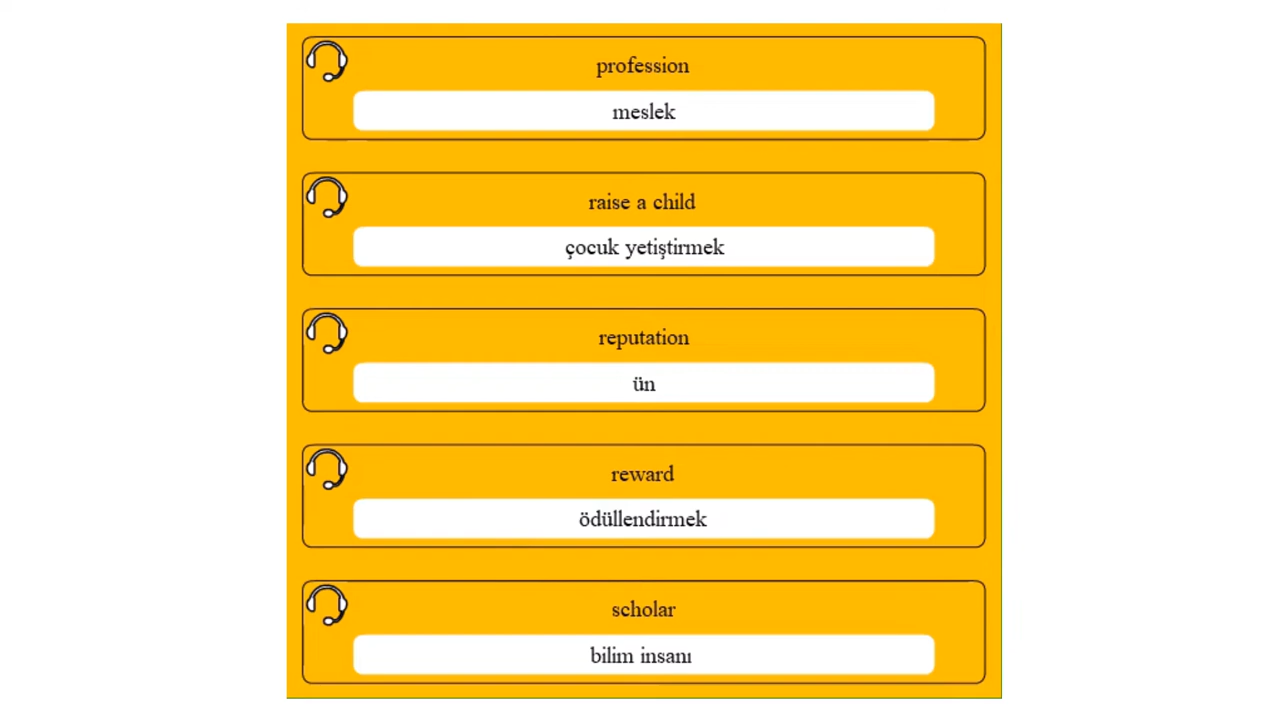 profession
meslek
raise a child
çocuk yetiştirmek
reputation
ün
reward
ödüllendirmek
scholar
bilim insanı